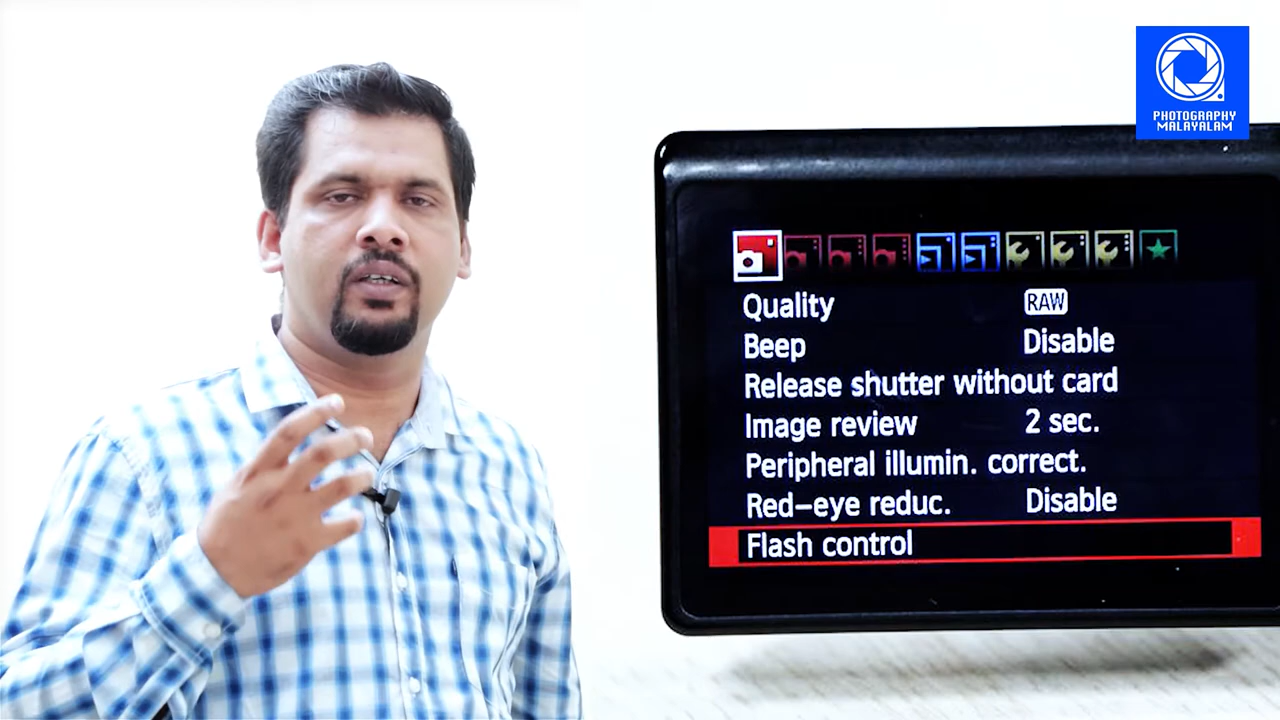 PHOTOGRAPHY
MALAYALAM
Quality RAW
Beep Disable
Release shutter without card
Image review 2 sec.
Peripheral illumin. correct.
Red-eye reduc. Disable
Flash control